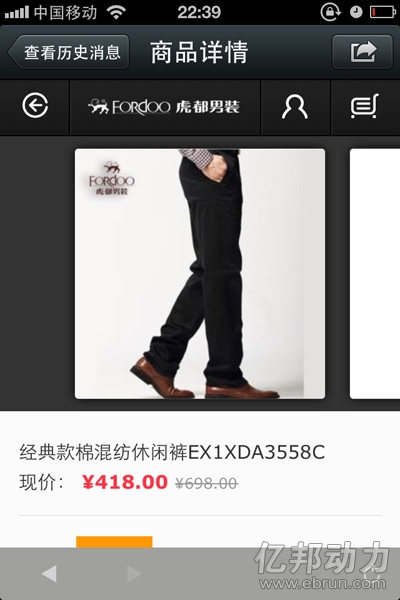 中国移动 22:39
查看历史消息 商品详情
FORDOO 虎都男装
FORDOO
虎都男装
经典款棉混纺休闲裤EX1XDA3558C
现价: ¥418.00 ¥698.00
亿邦动力
www.ebrun.com